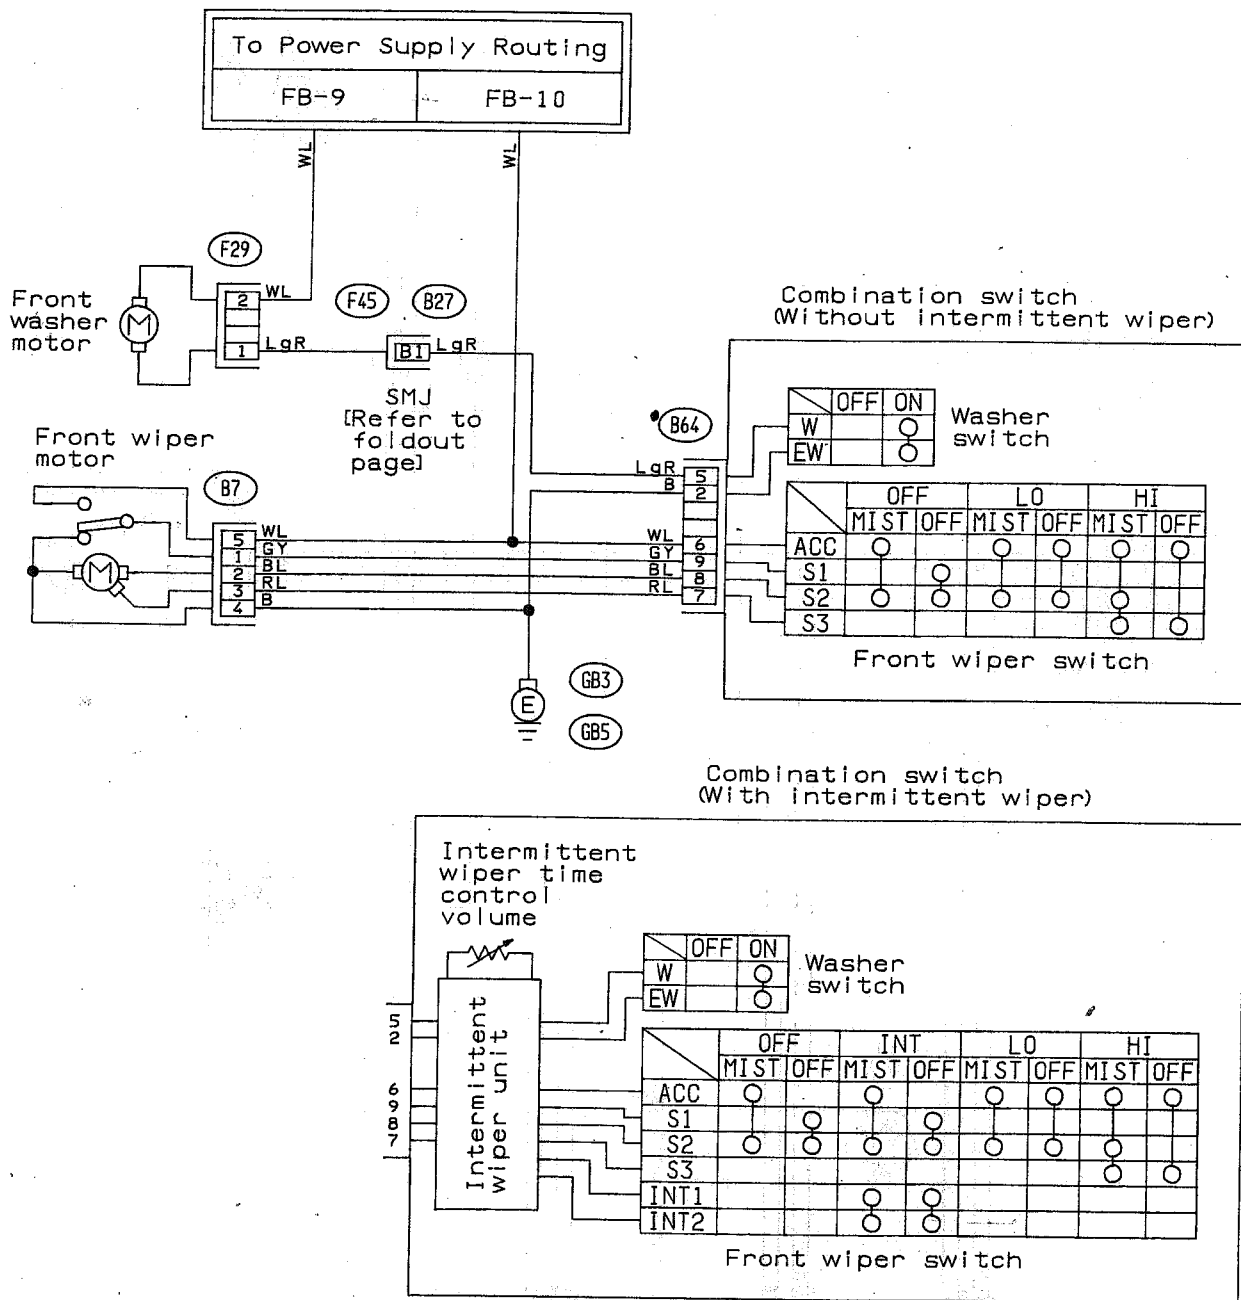 To Power Supply Routing
FB-9 FB-10
WL WL
F29
Front
washer
motor
M
2 WL
1 LgR
F45 B27
B1 LgR
SMJ
[Refer to
foldout
page]
Combination switch
(Without intermittent wiper)
B64
OFF ON
W
EW
Washer
switch
LgR 5
B 2
WL 6
GY 9
BL 8
RL 7
OFF LO HI
MIST OFF MIST OFF MIST OFF
ACC
S1
S2
S3
Front wiper switch
Front wiper
motor
B7
M
5 WL
1 GY
2 BL
3 RL
4 B
E
GB3
GB5
Combination switch
(With intermittent wiper)
Intermittent
wiper time
control
volume
Intermittent
wiper unit
5
2
6
9
8
7
OFF ON
W
EW
Washer
switch
OFF INT LO HI
MIST OFF MIST OFF MIST OFF MIST OFF
ACC
S1
S2
S3
INT1
INT2
Front wiper switch